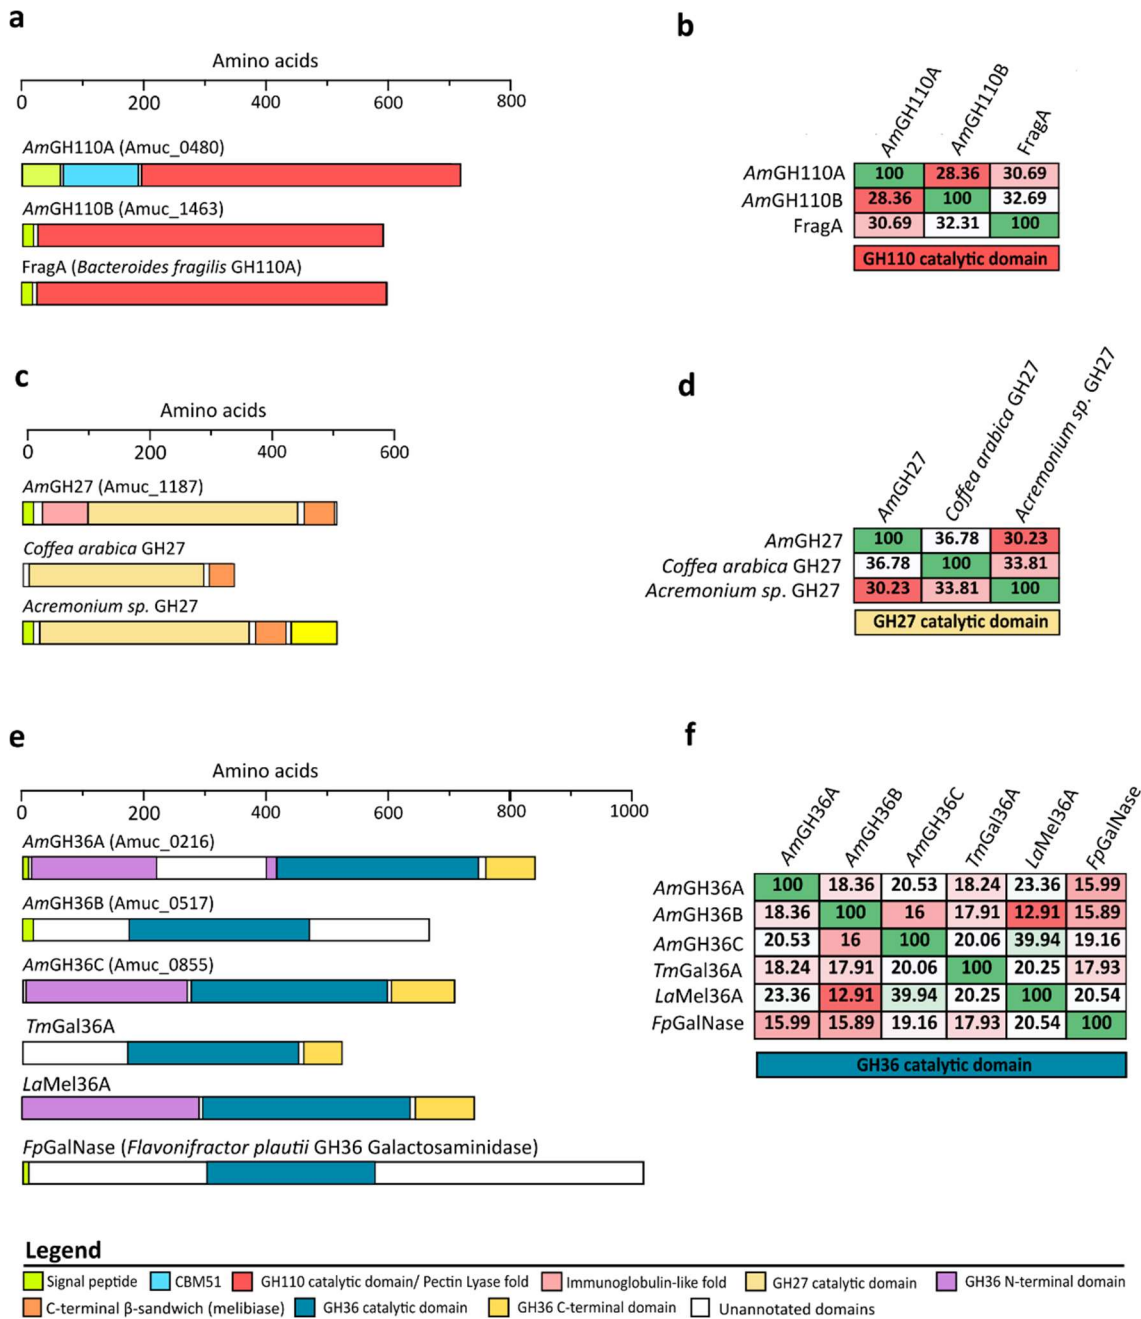 a
Amino acids
0 200 400 600 800
AmGH110A (Amuc_0480)
AmGH110B (Amuc_1463)
FragA (Bacteroides fragilis GH110A)
b
AmGH110A AmGH110B FragA
AmGH110A 100 28.36 30.69
AmGH110B 28.36 100 32.69
FragA 30.69 32.31 100
GH110 catalytic domain
c
Amino acids
0 200 400 600
AmGH27 (Amuc_1187)
Coffea arabica GH27
Acremonium sp. GH27
d
AmGH27 Coffea arabica GH27 Acremonium sp. GH27
AmGH27 100 36.78 30.23
Coffea arabica GH27 36.78 100 33.81
Acremonium sp. GH27 30.23 33.81 100
GH27 catalytic domain
e
Amino acids
0 200 400 600 800 1000
AmGH36A (Amuc_0216)
AmGH36B (Amuc_0517)
AmGH36C (Amuc_0855)
TmGal36A
LaMel36A
FpGalNase (Flavonifractor plautii GH36 Galactosaminidase)
f
AmGH36A AmGH36B AmGH36C TmGal36A LaMel36A FpGalNase
AmGH36A 100 18.36 20.53 18.24 23.36 15.99
AmGH36B 18.36 100 16 17.91 12.91 15.89
AmGH36C 20.53 16 100 20.06 39.94 19.16
TmGal36A 18.24 17.91 20.06 100 20.25 17.93
LaMel36A 23.36 12.91 39.94 20.25 100 20.54
FpGalNase 15.99 15.89 19.16 17.93 20.54 100
GH36 catalytic domain
Legend
Signal peptide CBM51 GH110 catalytic domain/ Pectin Lyase fold Immunoglobulin-like fold GH27 catalytic domain GH36 N-terminal domain
C-terminal β-sandwich (melibiase) GH36 catalytic domain GH36 C-terminal domain Unannotated domains